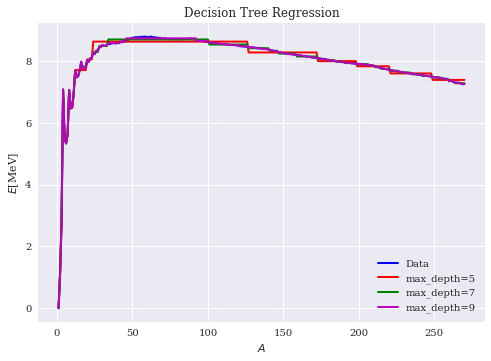 Decision Tree Regression
E[MeV]
8
6
4
2
0
0 50 100 150 200 250
A
Data
max_depth=5
max_depth=7
max_depth=9